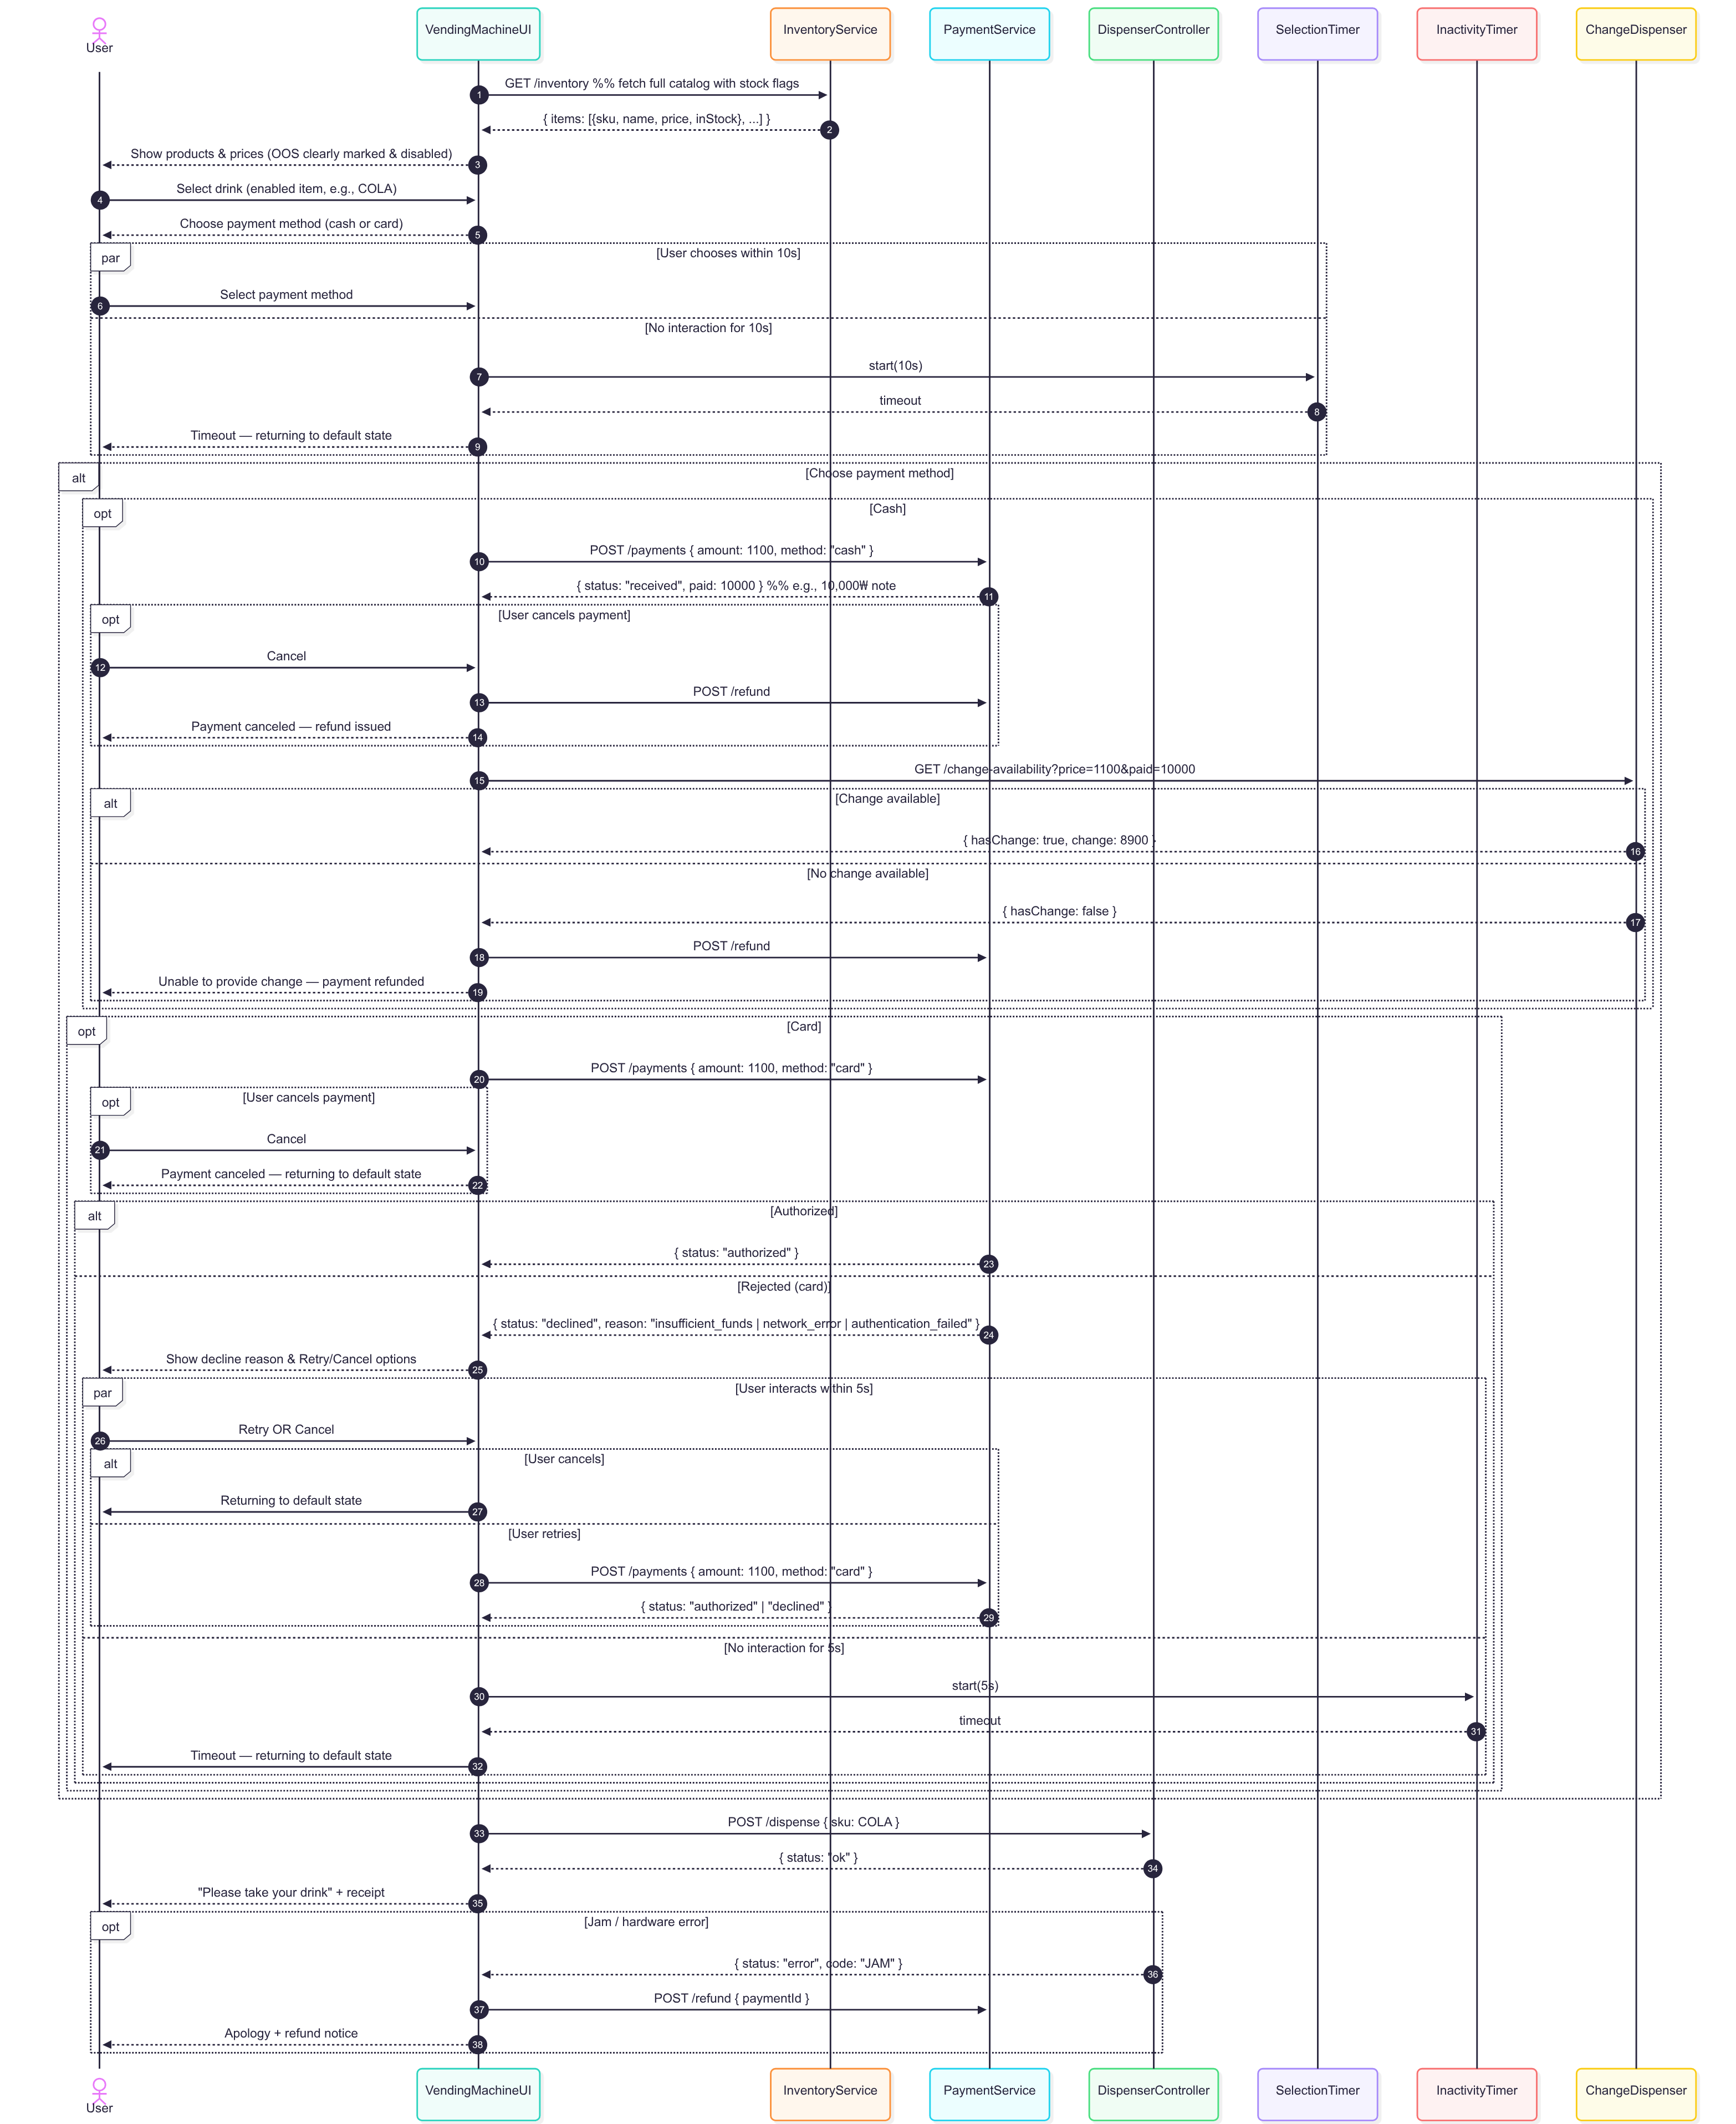 User
VendingMachineUI
InventoryService
PaymentService
DispenserController
SelectionTimer
InactivityTimer
ChangeDispenser
GET /inventory %% fetch full catalog with stock flags
1
{ items: [{sku, name, price, inStock}, ...] }
2
Show products & prices (OOS clearly marked & disabled)
3
Select drink (enabled item, e.g., COLA)
4
Choose payment method (cash or card)
5
par
[User chooses within 10s]
Select payment method
6
[No interaction for 10s]
start(10s)
7
timeout
8
Timeout — returning to default state
9
alt
[Choose payment method]
opt
[Cash]
POST /payments { amount: 1100, method: "cash" }
10
{ status: "received", paid: 10000 } %% e.g., 10,000₩ note
11
opt
[User cancels payment]
Cancel
12
POST /refund
13
Payment canceled — refund issued
14
GET /change-availability?price=1100&paid=10000
15
alt
[Change available]
{ hasChange: true, change: 8900 }
16
[No change available]
{ hasChange: false }
17
POST /refund
18
Unable to provide change — payment refunded
19
opt
[Card]
POST /payments { amount: 1100, method: "card" }
20
opt
[User cancels payment]
Cancel
21
Payment canceled — returning to default state
22
alt
[Authorized]
{ status: "authorized" }
23
[Rejected (card)]
{ status: "declined", reason: "insufficient_funds | network_error | authentication_failed" }
24
Show decline reason & Retry/Cancel options
25
par
[User interacts within 5s]
Retry OR Cancel
26
alt
[User cancels]
Returning to default state
27
[User retries]
POST /payments { amount: 1100, method: "card" }
28
{ status: "authorized" | "declined" }
29
[No interaction for 5s]
start(5s)
30
timeout
31
Timeout — returning to default state
32
POST /dispense { sku: COLA }
33
{ status: "ok" }
34
"Please take your drink" + receipt
35
opt
[Jam / hardware error]
{ status: "error", code: "JAM" }
36
POST /refund { paymentId }
37
Apology + refund notice
38
User
VendingMachineUI
InventoryService
PaymentService
DispenserController
SelectionTimer
InactivityTimer
ChangeDispenser